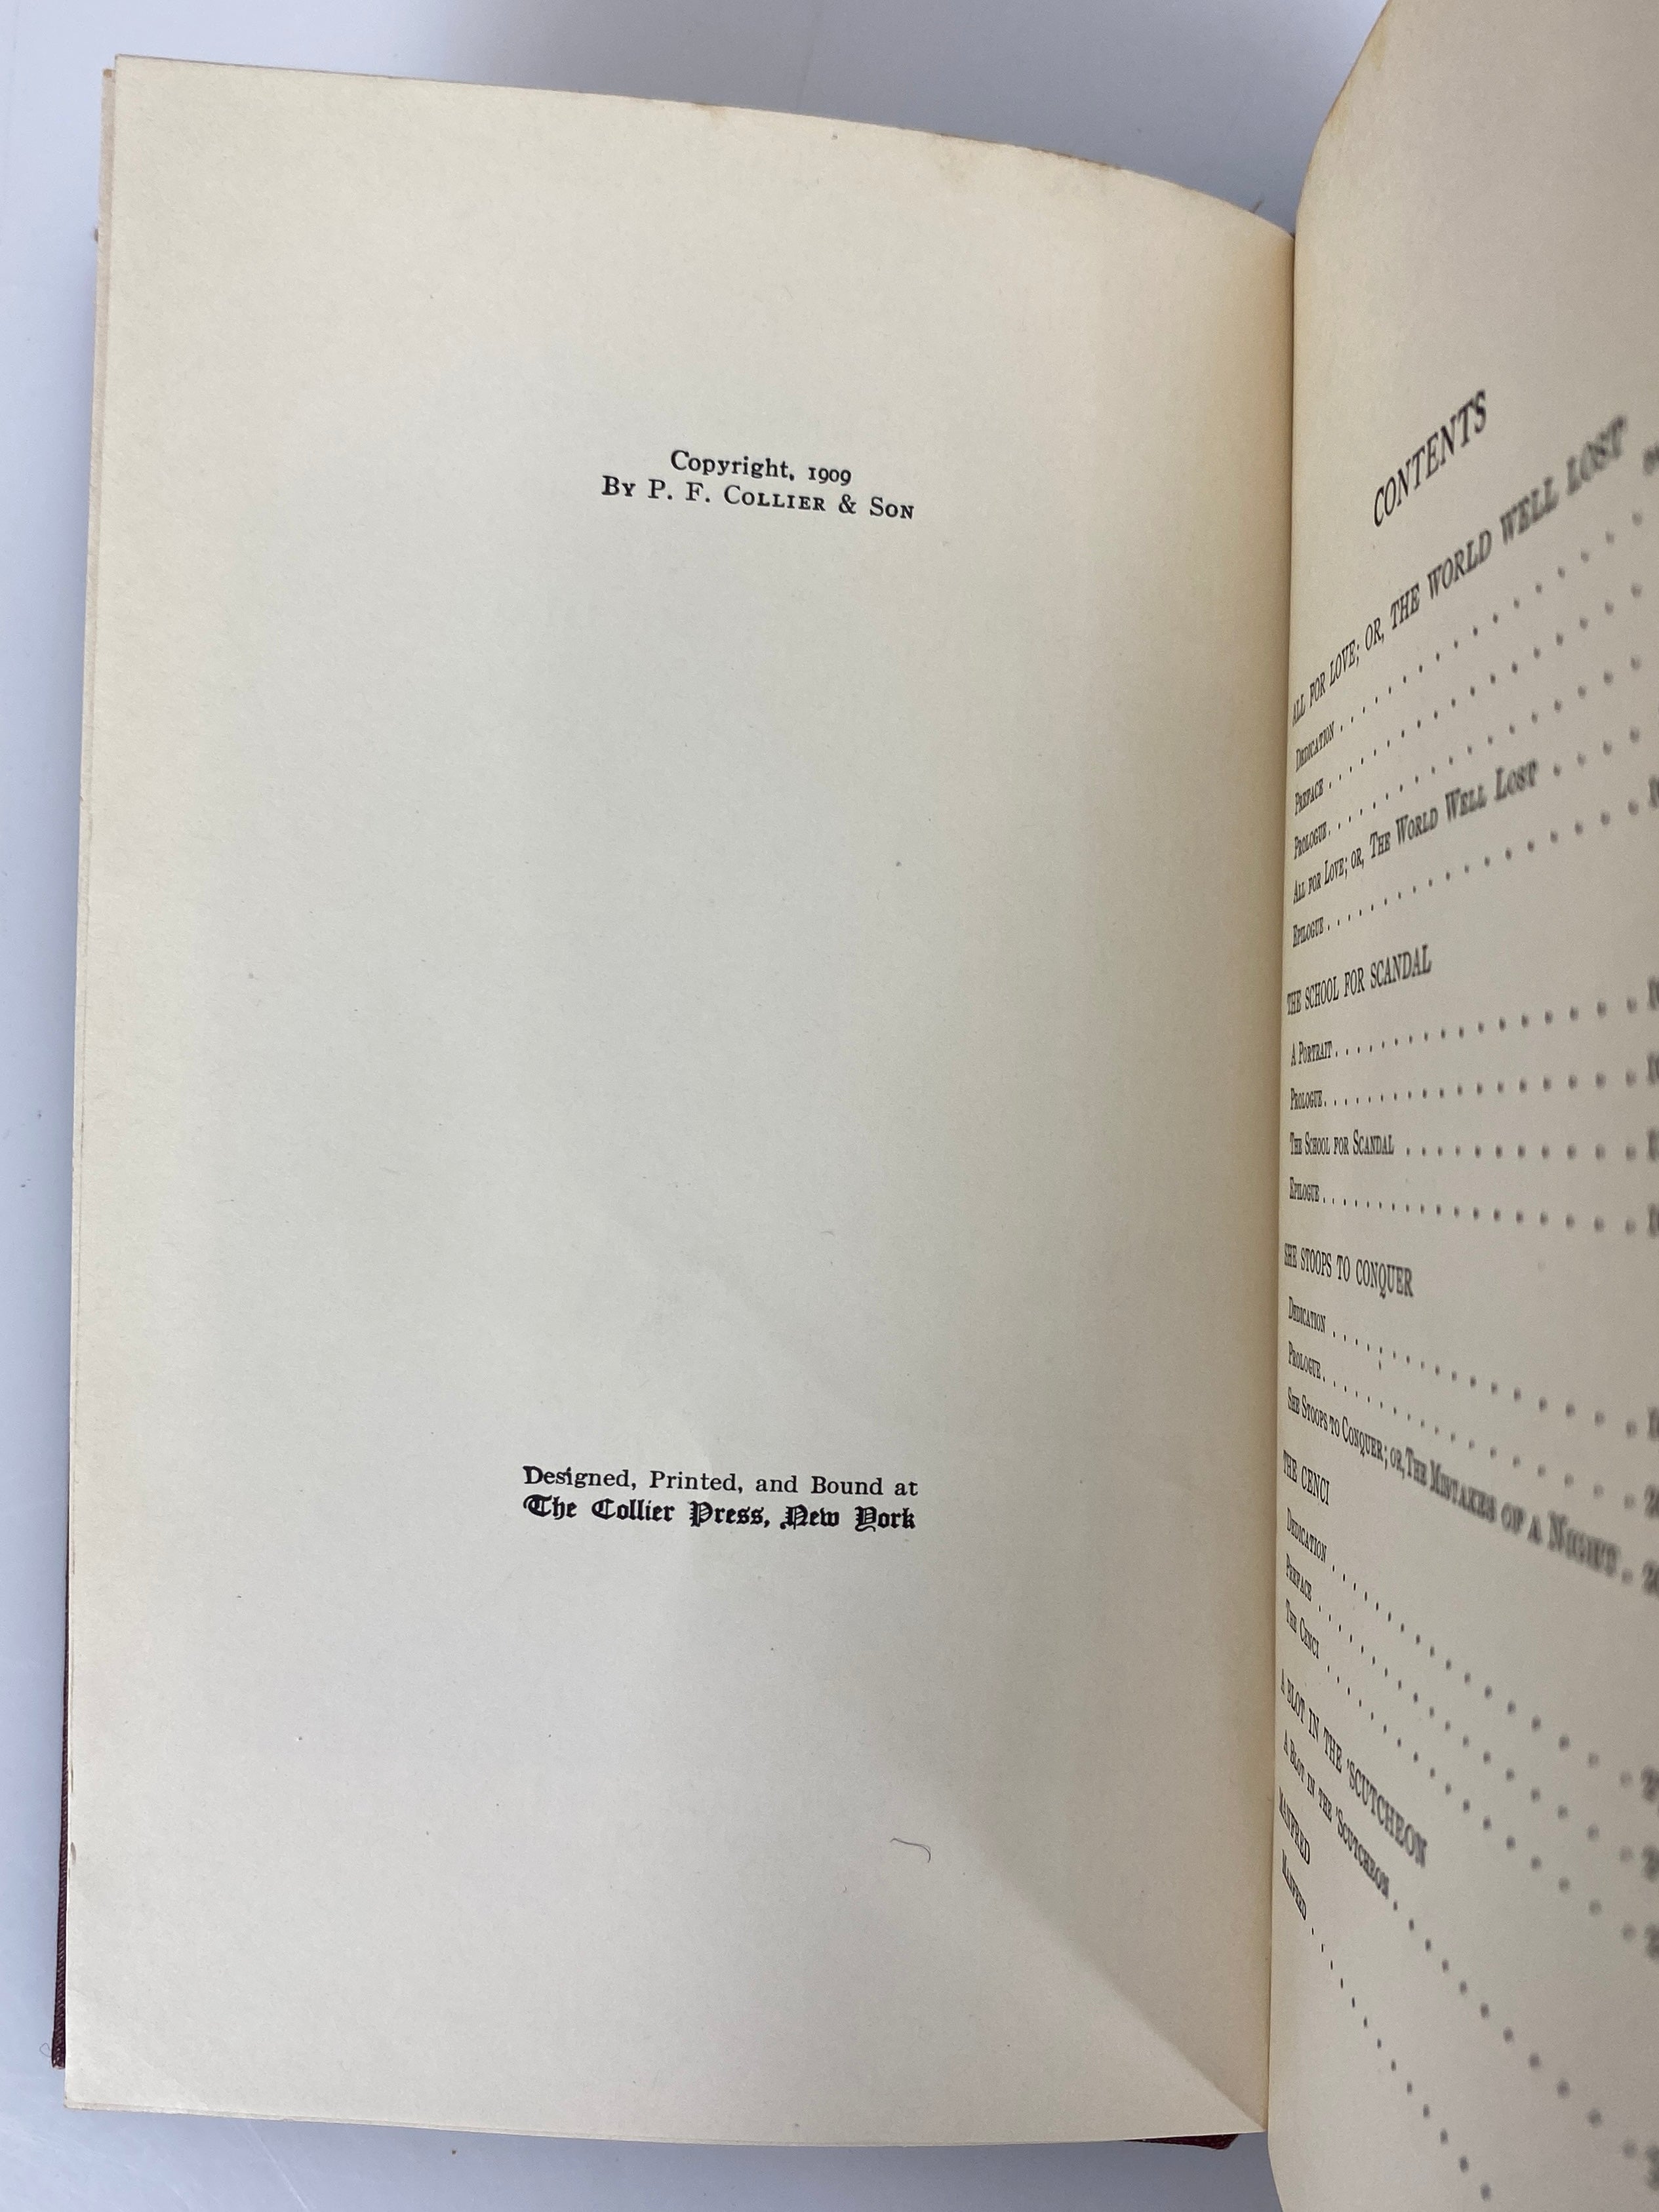 Copyright, 1909
By P. F. Collier & Son
Designed, Printed, and Bound at
The Collier Press, New York
CONTENTS
ALL FOR LOVE; OR, THE WORLD WELL LOST
Dedication . . . . . . . . . . . . .
Preface . . . . . . . . . . . . .
Prologue . . . . . . . . . . . . .
All for Love; or, The World Well Lost . . . .
Epilogue . . . . . . . . . . . . .
THE SCHOOL FOR SCANDAL
A Portrait . . . . . . . . . . . . .
Prologue . . . . . . . . . . . . .
The School for Scandal . . . . . . . . . .
Epilogue . . . . . . . . . . . . .
SHE STOOPS TO CONQUER
Dedication . . . . . . . . . . . . .
Prologue . . . . . . . . . . . . .
She Stoops to Conquer; or, The Mistakes of a Night .
THE CENCI
Dedication . . . . . . . . . . . . .
Preface . . . . . . . . . . . . .
The Cenci . . . . . . . . . . . . .
A BLOT IN THE 'SCUTCHEON
A Blot in the 'Scutcheon . . . . . . . . .
MANFRED
Manfred . . . . . . . . . . . . .